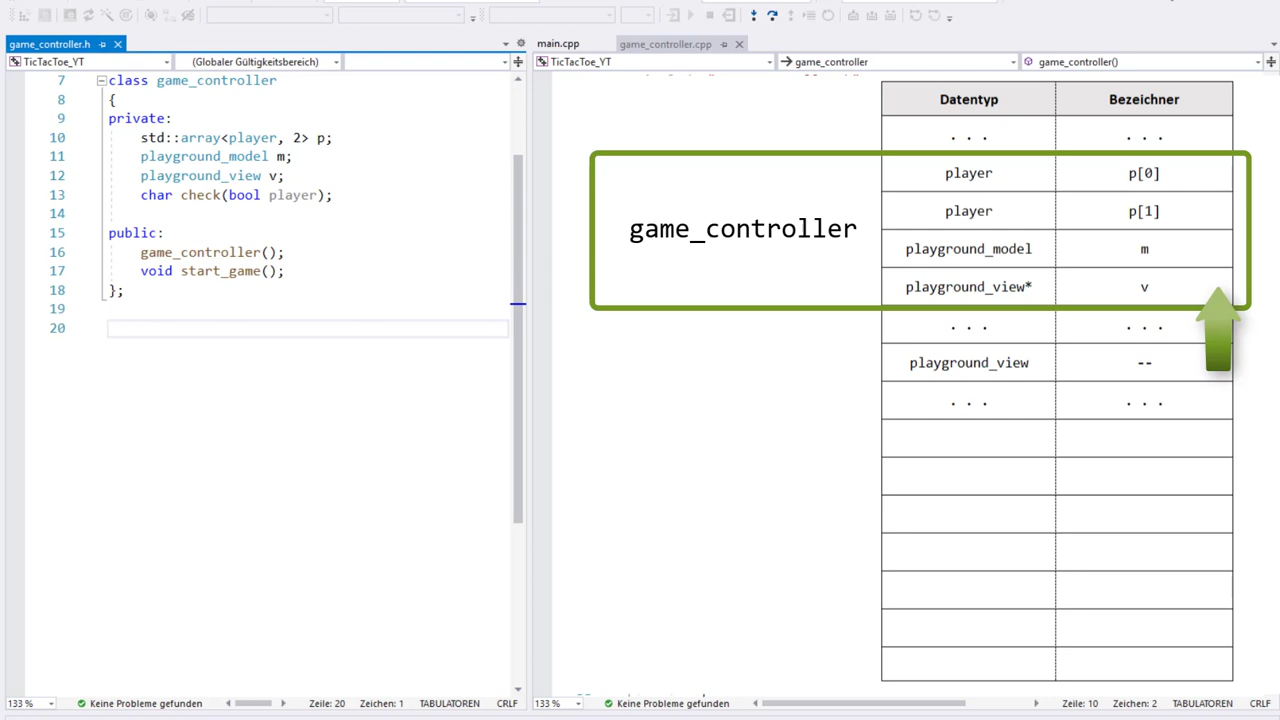 game_controller.h
main.cpp
game_controller.cpp
TicTacToe_YT
(Globaler Gültigkeitsbereich)
TicTacToe_YT
game_controller
game_controller()
7 class game_controller
8 {
9 private:
10 std::array<player, 2> p;
11 playground_model m;
12 playground_view v;
13 char check(bool player);
14
15 public:
16 game_controller();
17 void start_game();
18 };
19
20
Datentyp Bezeichner
. . . . . .
player p[0]
player p[1]
game_controller
playground_model m
playground_view* v
. . . . . .
playground_view --
. . . . . .
133 % Keine Probleme gefunden Zeile: 20 Zeichen: 1 TABULATOREN CRLF
133 % Keine Probleme gefunden Zeile: 10 Zeichen: 2 TABULATOREN CRLF